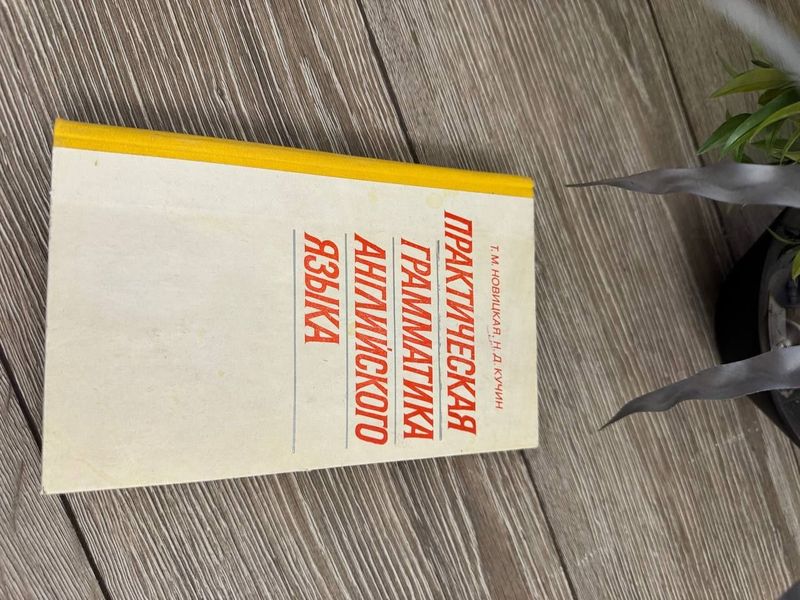 Т. М. НОВИЦКАЯ, Н. Д. КУЧИН
ПРАКТИЧЕСКАЯ
ГРАММАТИКА
АНГЛИЙСКОГО
ЯЗЫКА